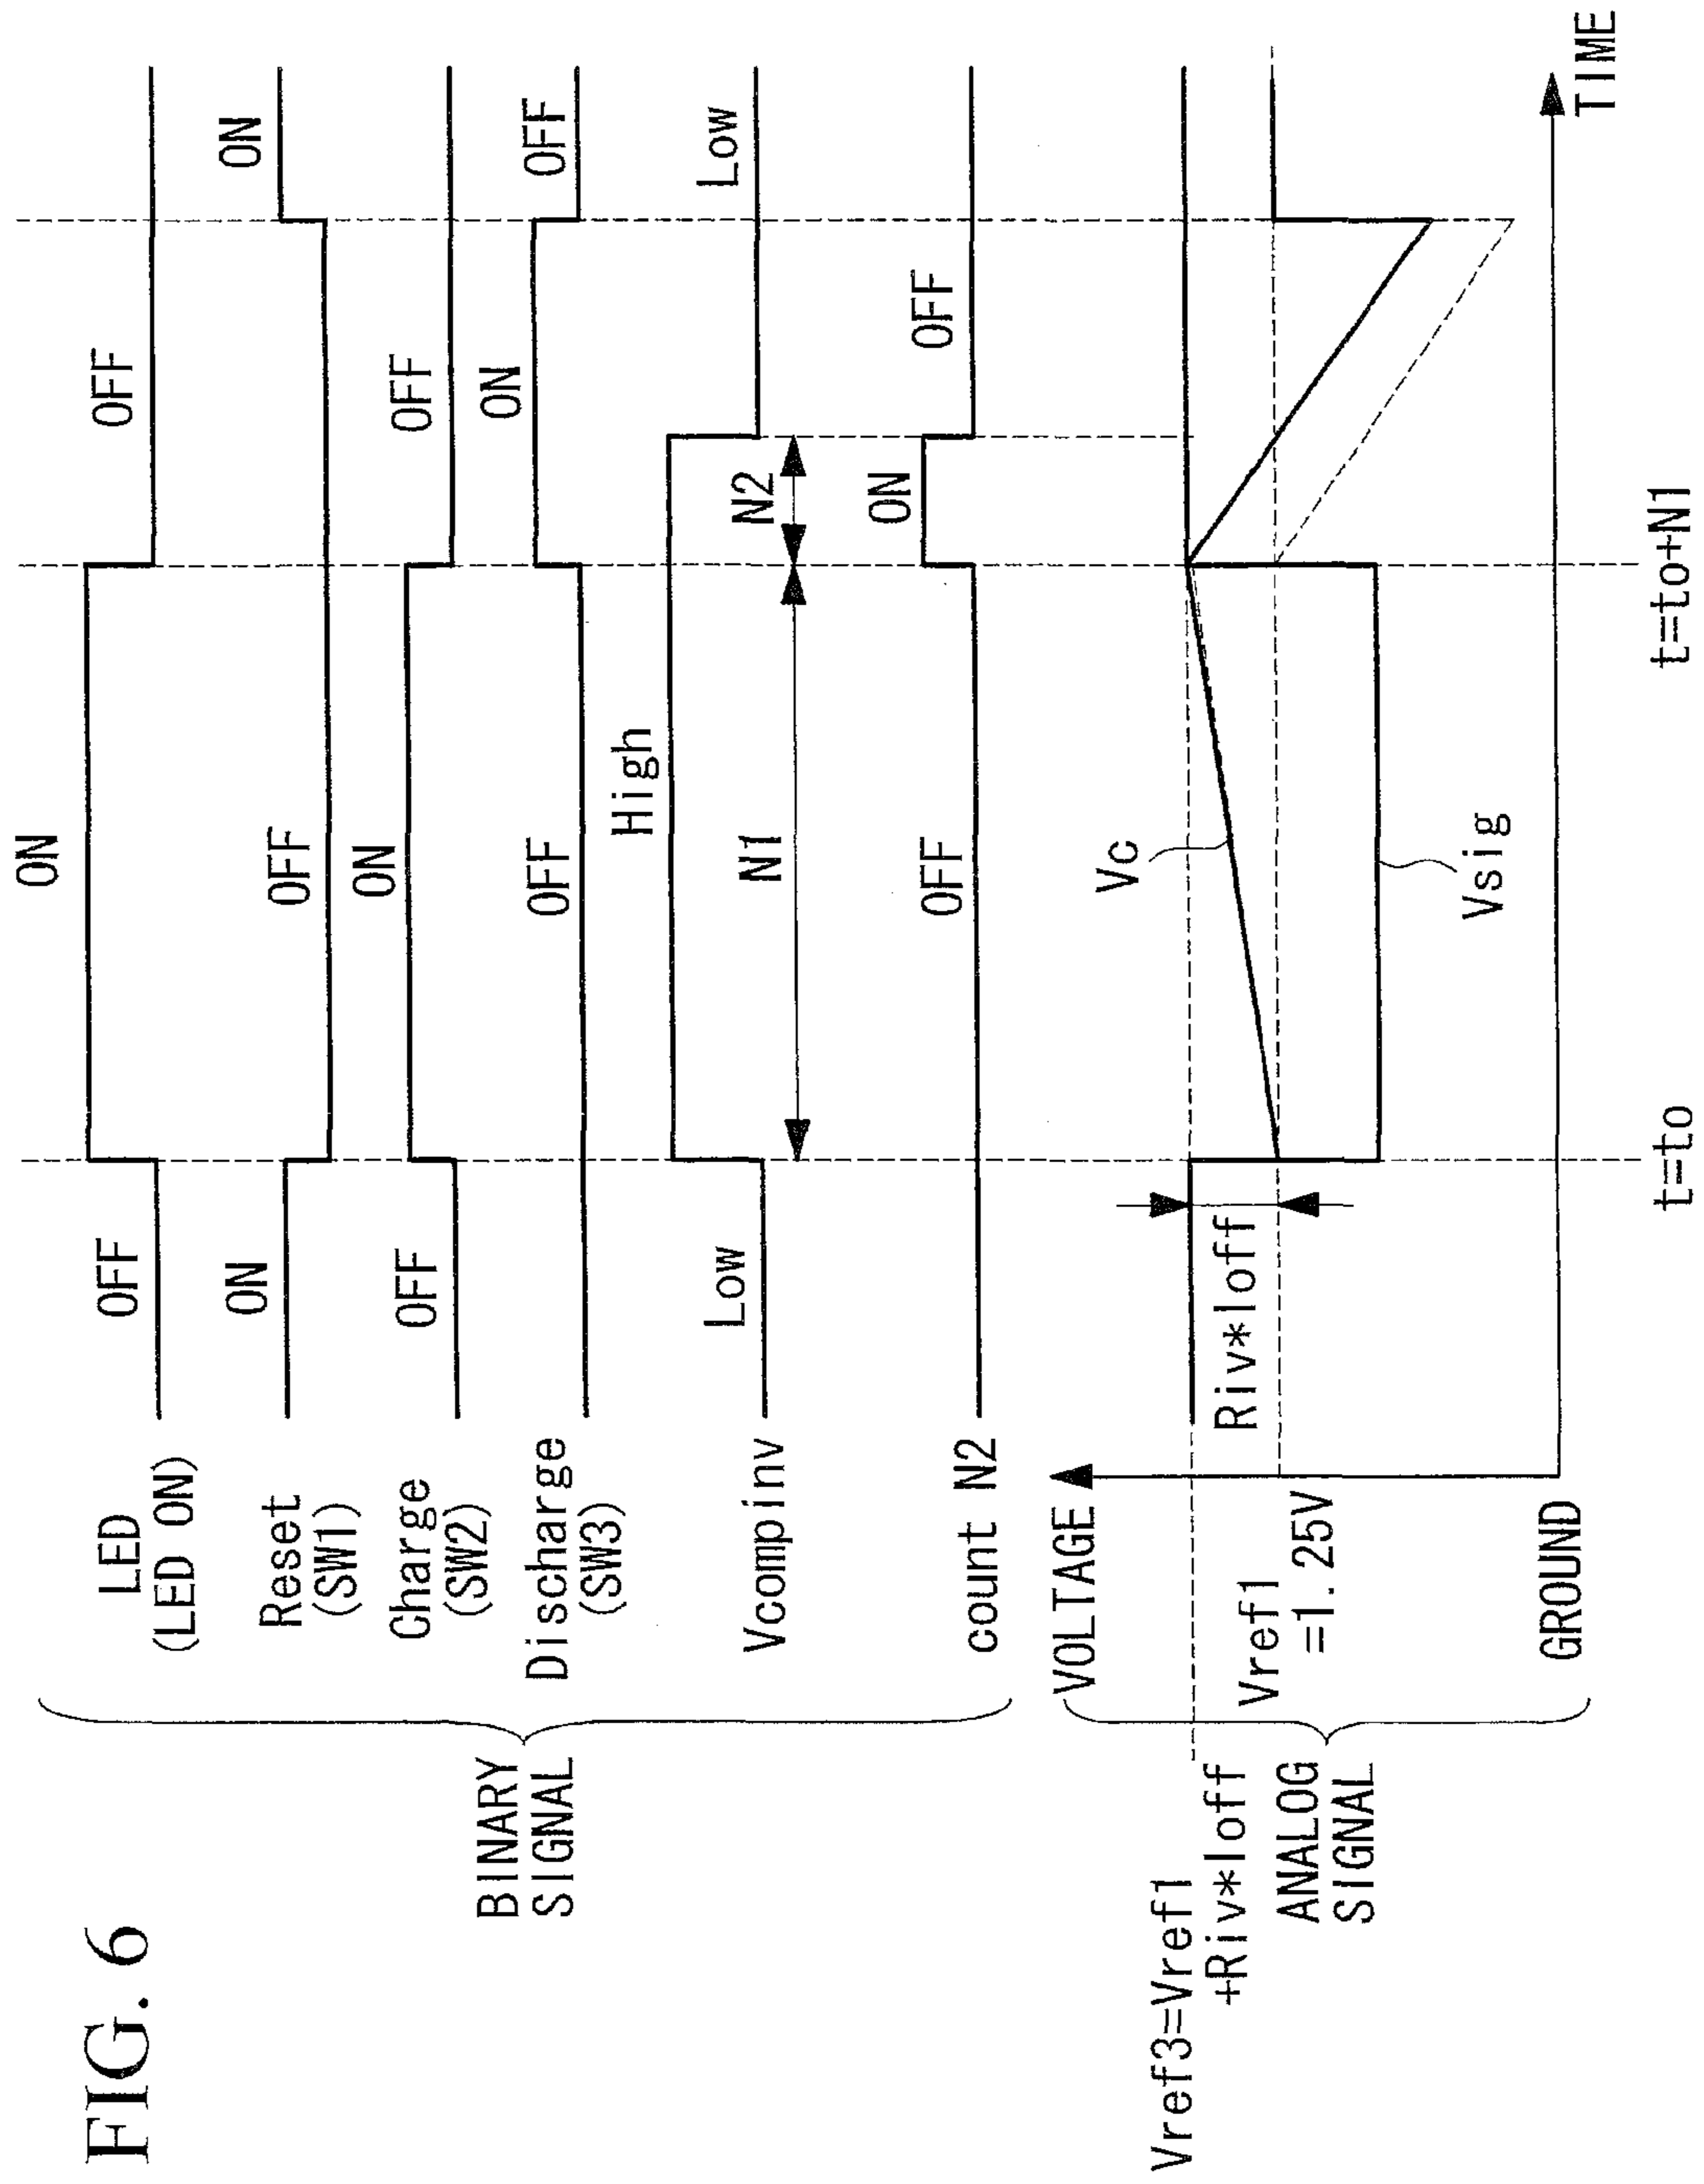 FIG. 6
BINARY
SIGNAL
LED
(LED ON)
OFF
ON
OFF
Reset
(SW1)
ON
OFF
ON
Charge
(SW2)
OFF
ON
OFF
Discharge
(SW3)
OFF
ON
OFF
Vcompinv
Low
High
Low
N1
N2
count N2
OFF
ON
OFF
Vref3=Vref1
+Riv*Ioff
ANALOG
SIGNAL
VOLTAGE
Vref1
=1.25V
GROUND
Riv*Ioff
Vc
Vsig
t=to
t=to+N1
TIME